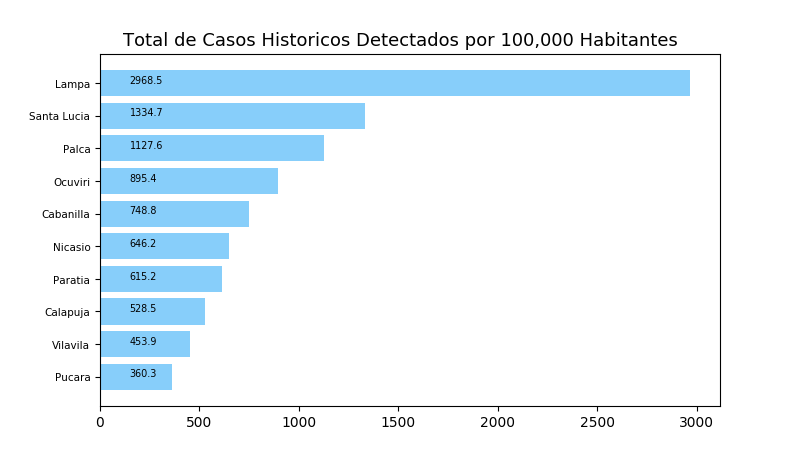 Total de Casos Historicos Detectados por 100,000 Habitantes
Lampa 2968.5
Santa Lucia 1334.7
Palca 1127.6
Ocuviri 895.4
Cabanilla 748.8
Nicasio 646.2
Paratia 615.2
Calapuja 528.5
Vilavila 453.9
Pucara 360.3
0 500 1000 1500 2000 2500 3000